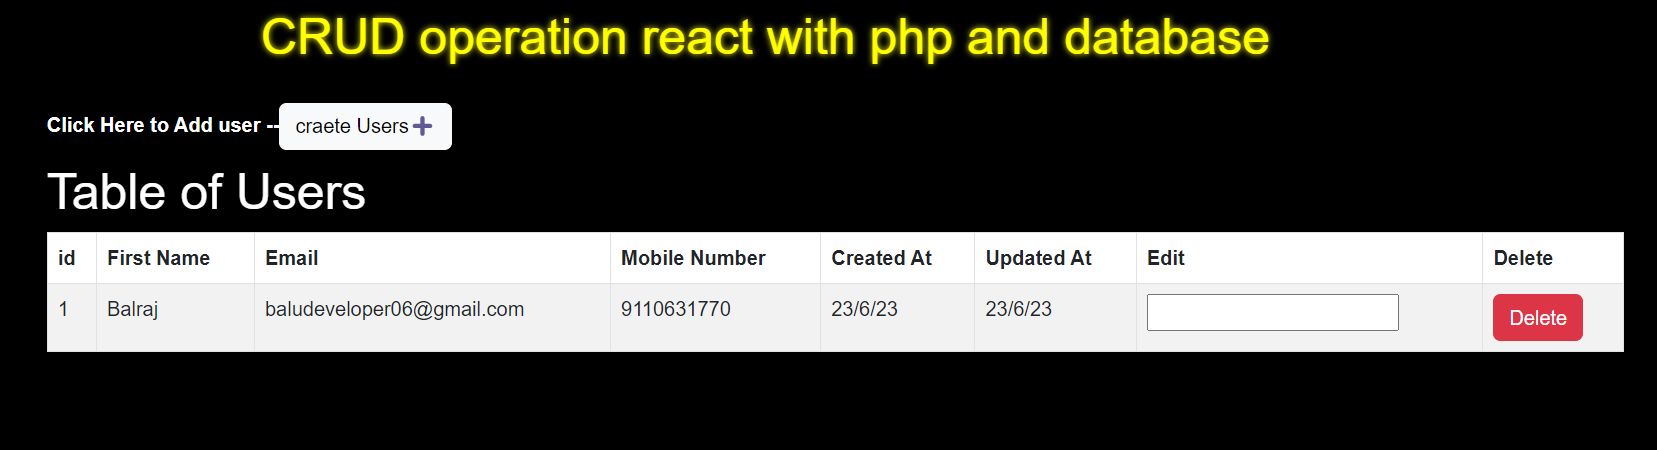 CRUD operation react with php and database
Click Here to Add user -- craete Users
Table of Users
id First Name Email Mobile Number Created At Updated At Edit Delete
1 Balraj baludeveloper06@gmail.com 9110631770 23/6/23 23/6/23 Delete